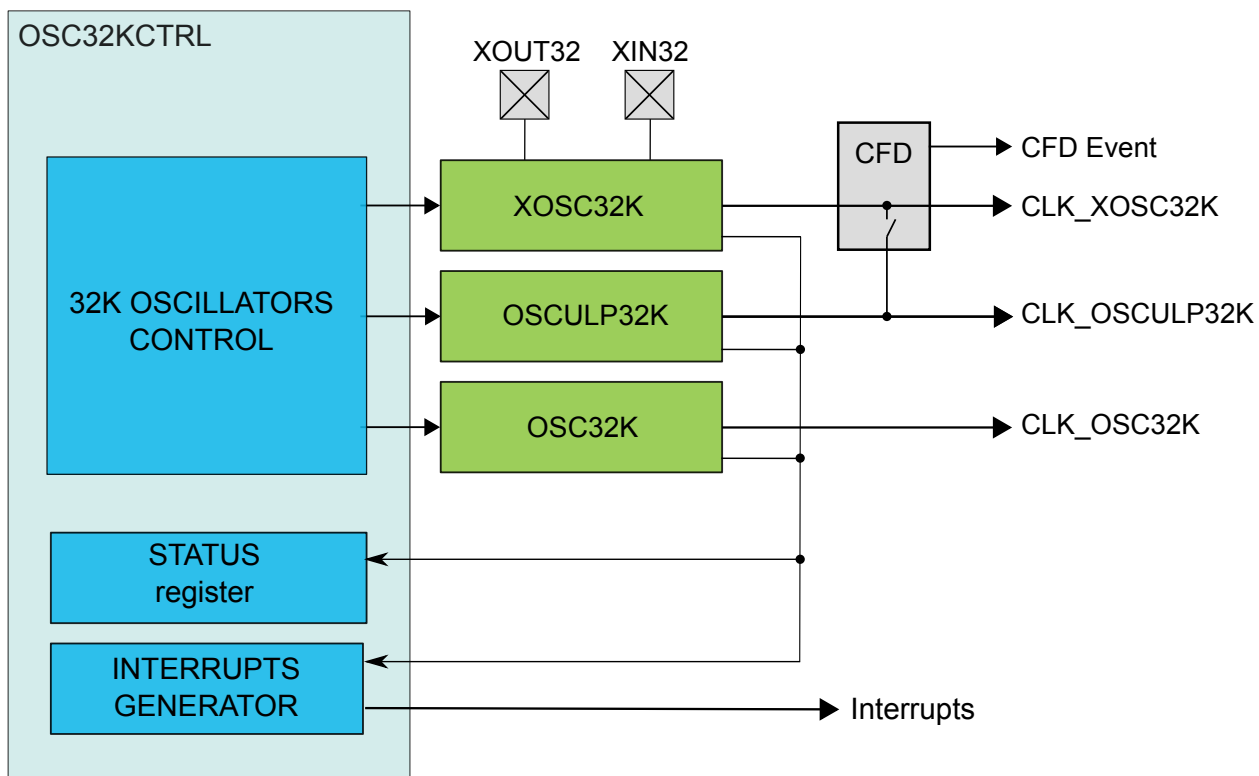 OSC32KCTRL
XOUT32
XIN32
CFD
CFD Event
XOSC32K
CLK_XOSC32K
32K OSCILLATORS
CONTROL
OSCULP32K
CLK_OSCULP32K
OSC32K
CLK_OSC32K
STATUS
register
INTERRUPTS
GENERATOR
Interrupts